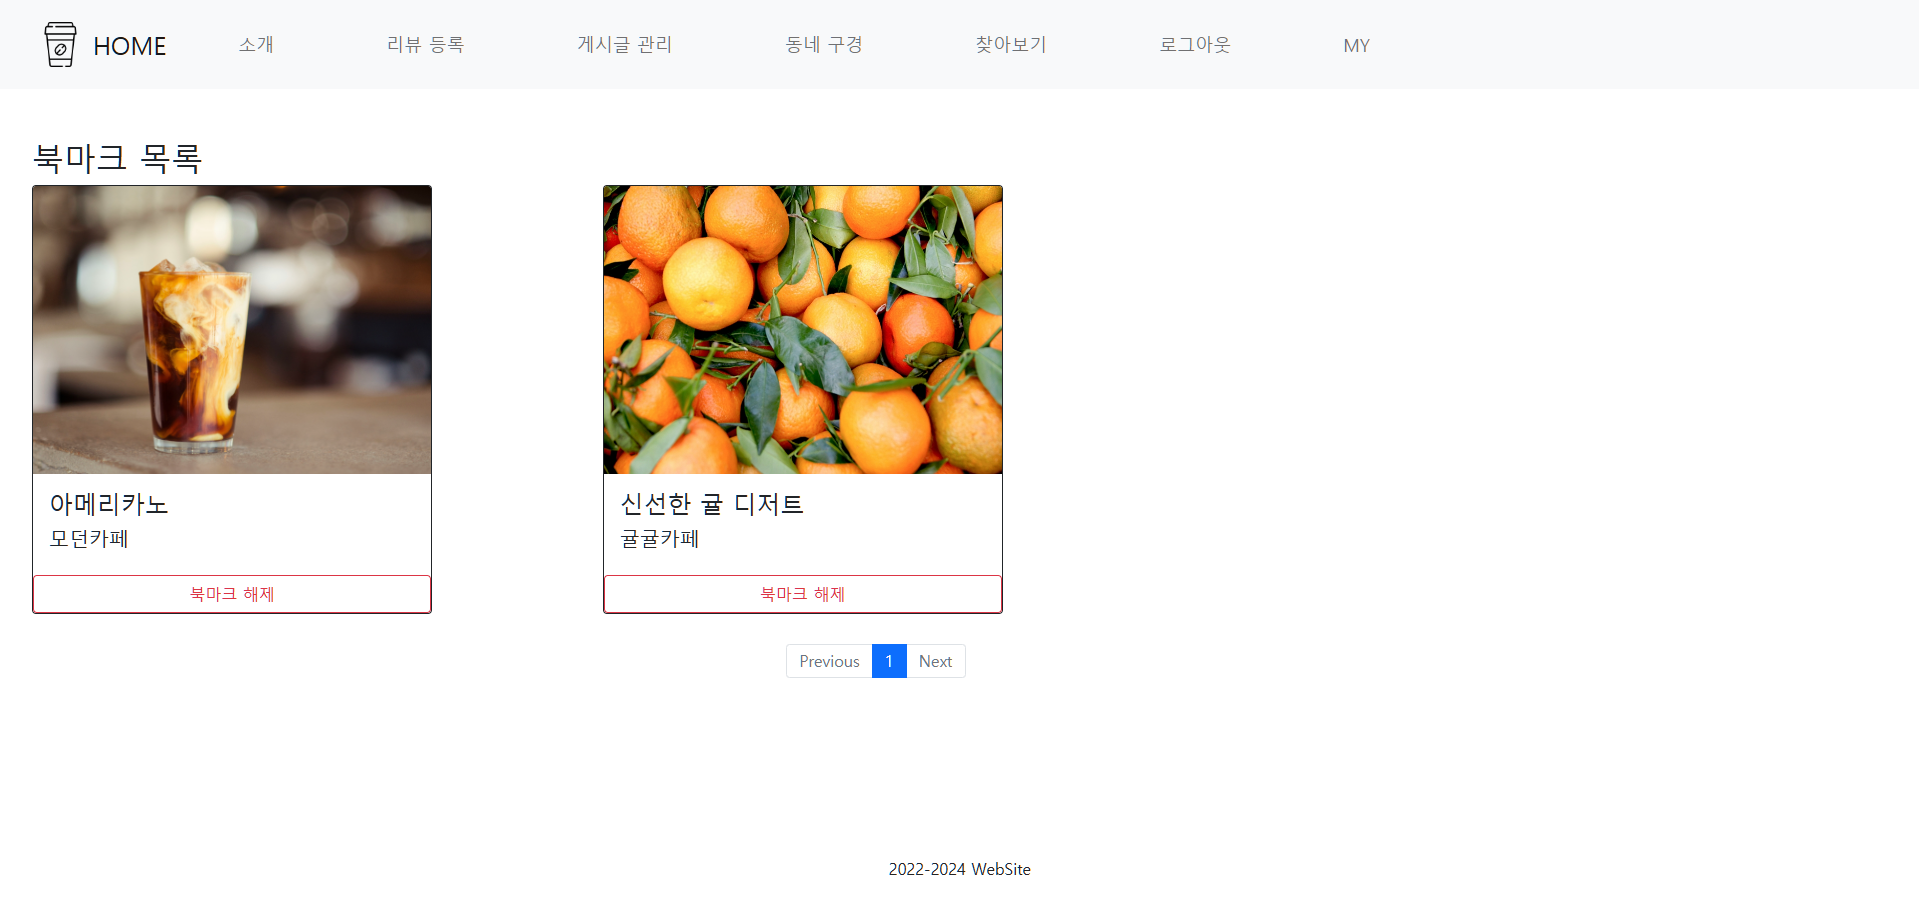 HOME 소개 리뷰 등록 게시글 관리 동네 구경 찾아보기 로그아웃 MY
북마크 목록
아메리카노
모던카페
북마크 해제
신선한 귤 디저트
귤귤카페
북마크 해제
Previous 1 Next
2022-2024 WebSite